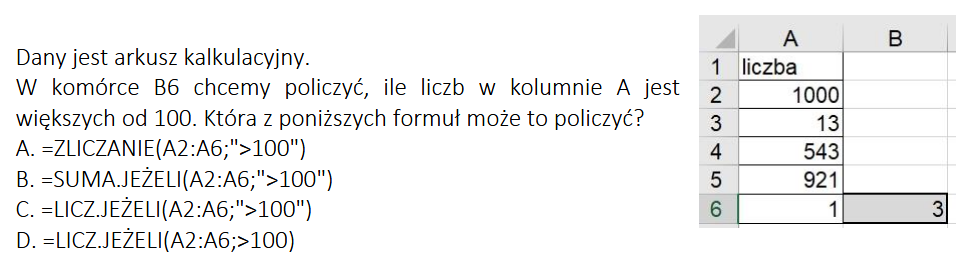 Dany jest arkusz kalkulacyjny.
W komórce B6 chcemy policzyć, ile liczb w kolumnie A jest
większych od 100. Która z poniższych formuł może to policzyć?
A. =ZLICZANIE(A2:A6;">100")
B. =SUMA.JEŻELI(A2:A6;">100")
C. =LICZ.JEŻELI(A2:A6;">100")
D. =LICZ.JEŻELI(A2:A6;>100)
A B
1 liczba
2 1000
3 13
4 543
5 921
6 1 3